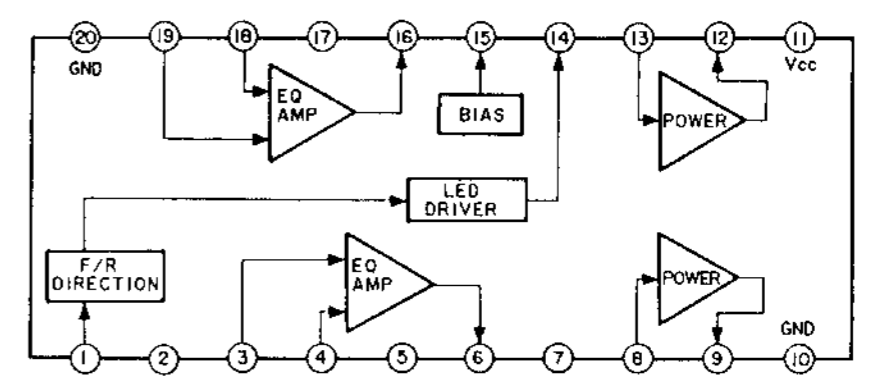 20 19 18 17 16 15 14 13 12 11
GND
Vcc
EQ
AMP
BIAS
POWER
LED
DRIVER
F/R
DIRECTION
EQ
AMP
POWER
GND
1 2 3 4 5 6 7 8 9 10